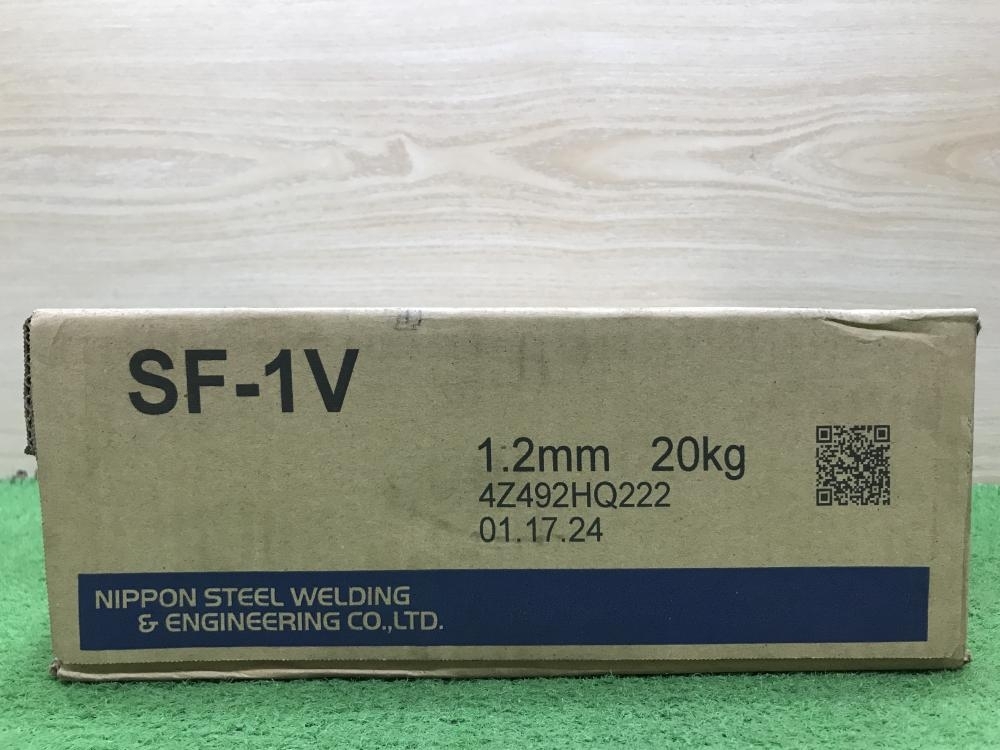 SF-1V
1.2mm 20kg
4Z492HQ222
01.17.24
NIPPON STEEL WELDING
& ENGINEERING CO.,LTD.